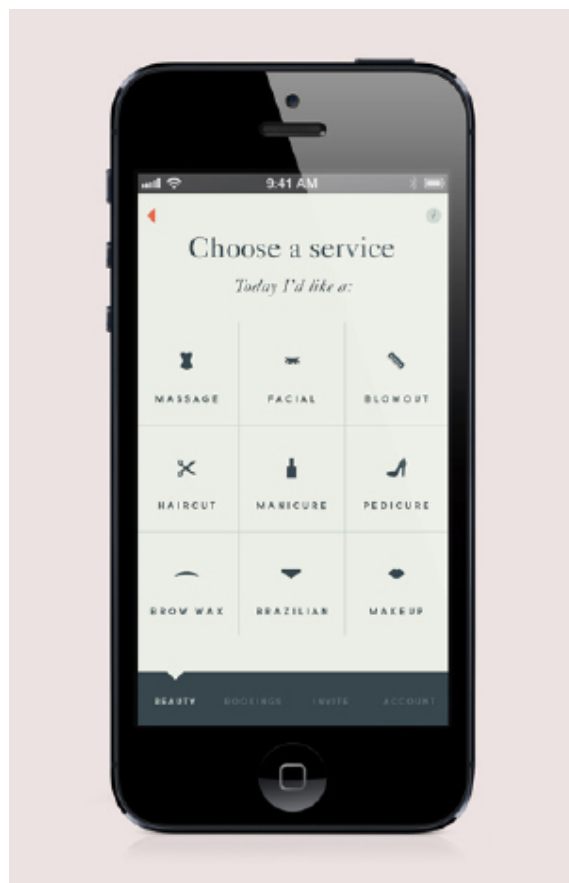 9:41 AM
Choose a service
Today I'd like a:
MASSAGE FACIAL BLOWOUT
HAIRCUT MANICURE PEDICURE
BROW WAX BRAZILIAN MAKEUP
BEAUTY BOOKINGS INVITE ACCOUNT